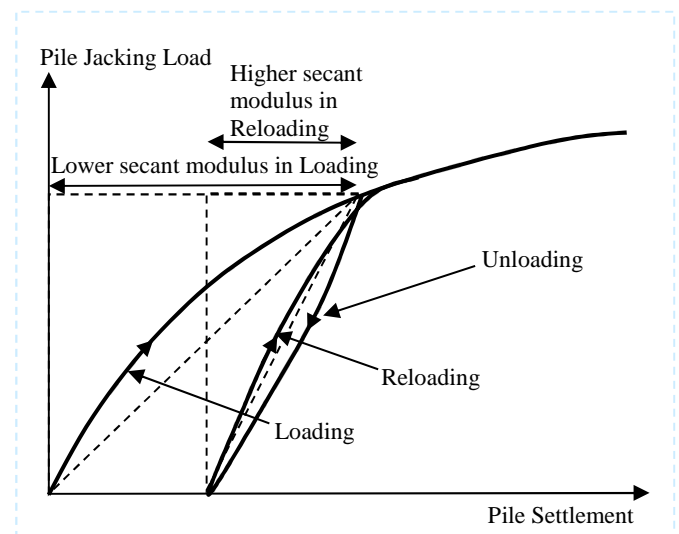 Pile Jacking Load
Higher secant
modulus in
Reloading
Lower secant modulus in Loading
Unloading
Reloading
Loading
Pile Settlement